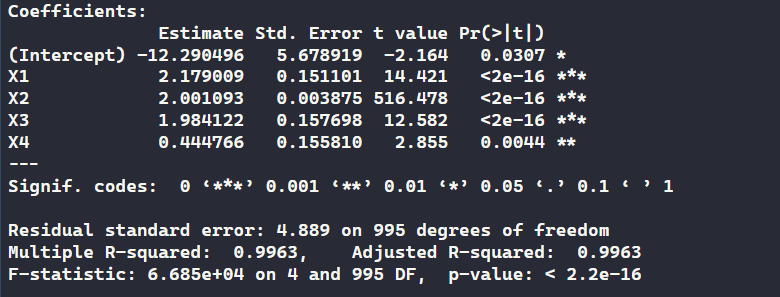 Coefficients:
              Estimate Std. Error t value Pr(>|t|)
(Intercept) -12.290496   5.678919  -2.164   0.0307 *
X1            2.179009   0.151101  14.421   <2e-16 ***
X2            2.001093   0.003875 516.478   <2e-16 ***
X3            1.984122   0.157698  12.582   <2e-16 ***
X4            0.444766   0.155810   2.855   0.0044 **
---
Signif. codes:  0 ‘***’ 0.001 ‘**’ 0.01 ‘*’ 0.05 ‘.’ 0.1 ‘ ’ 1
Residual standard error: 4.889 on 995 degrees of freedom
Multiple R-squared:  0.9963,    Adjusted R-squared:  0.9963
F-statistic: 6.685e+04 on 4 and 995 DF,  p-value: < 2.2e-16